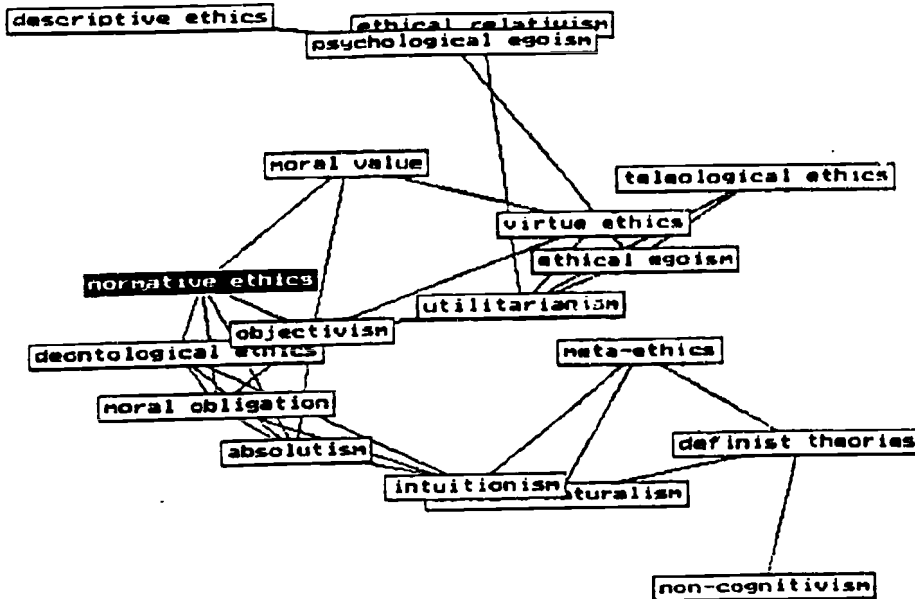 descriptive ethics
ethical relativism
psychological egoism
moral value
teleological ethics
virtue ethics
ethical egoism
normative ethics
utilitarianism
objectivism
deontological ethics
meta-ethics
moral obligation
absolutism
definist theories
intuitionism
non-cognitivism